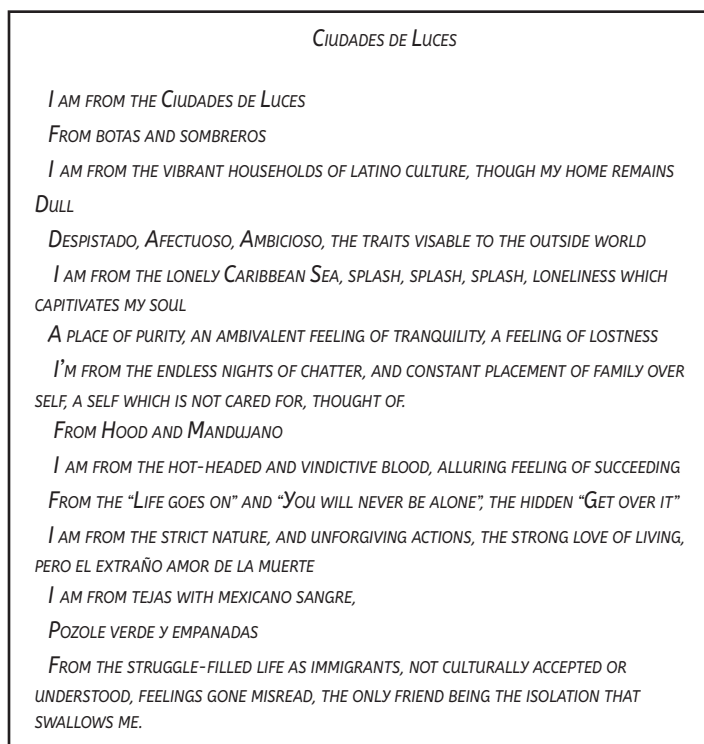 Ciudades de Luces
I am from the Ciudades de Luces
From botas and sombreros
I am from the vibrant households of latino culture, though my home remains
Dull
Despistado, Afectuoso, Ambicioso, the traits visable to the outside world
I am from the lonely Caribbean Sea, splash, splash, splash, loneliness which
capitivates my soul
A place of purity, an ambivalent feeling of tranquility, a feeling of lostness
I'm from the endless nights of chatter, and constant placement of family over
self, a self which is not cared for, thought of.
From Hood and Mandujano
I am from the hot-headed and vindictive blood, alluring feeling of succeeding
From the “Life goes on” and “You will never be alone”, the hidden “Get over it”
I am from the strict nature, and unforgiving actions, the strong love of living,
pero el extraño amor de la muerte
I am from tejas with mexicano sangre,
Pozole verde y empanadas
From the struggle-filled life as immigrants, not culturally accepted or
understood, feelings gone misread, the only friend being the isolation that
swallows me.